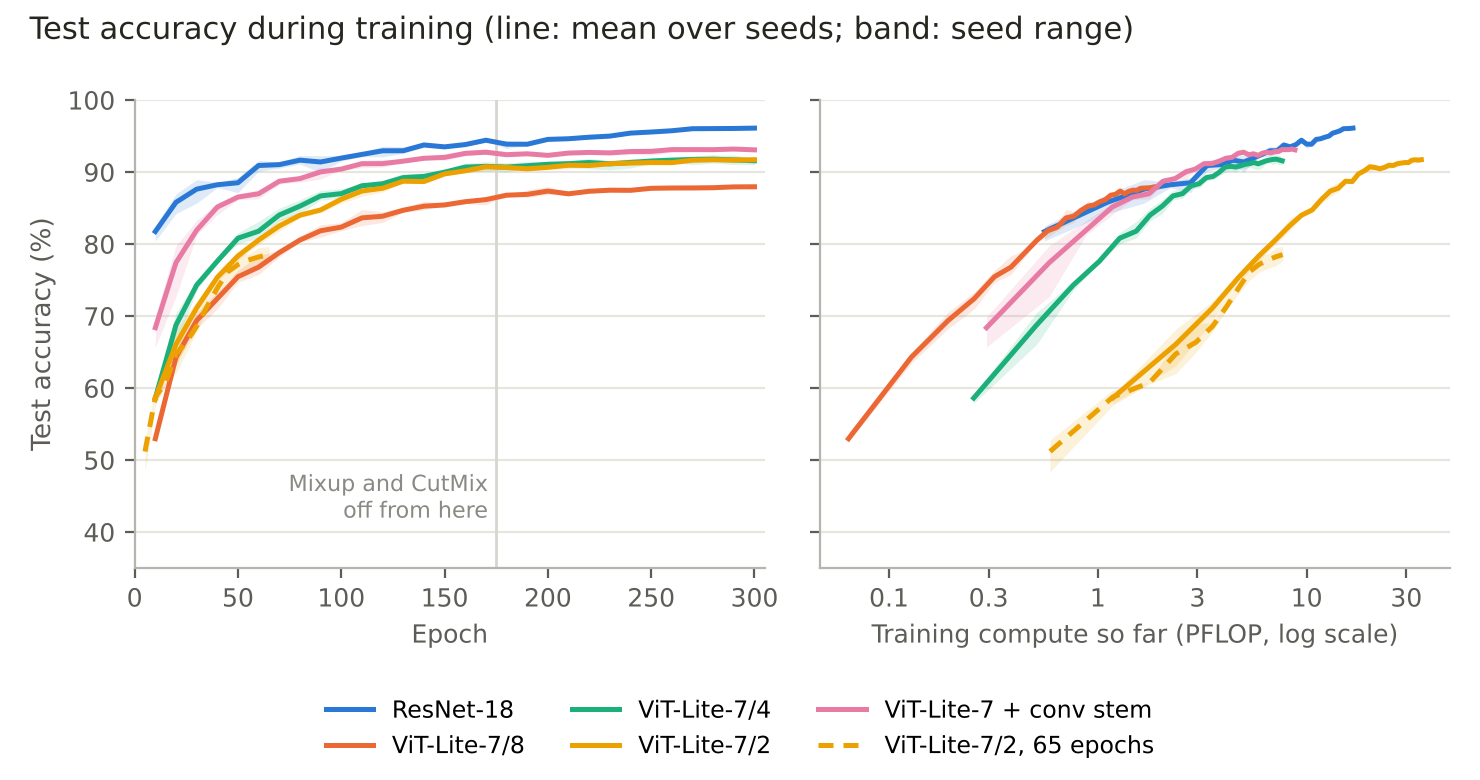 Test accuracy during training (line: mean over seeds; band: seed range)
Test accuracy (%)
100
90
80
70
60
50
40
Mixup and CutMix
off from here
0 50 100 150 200 250 300
Epoch
0.1 0.3 1 3 10 30
Training compute so far (PFLOP, log scale)
ResNet-18 ViT-Lite-7/4 ViT-Lite-7 + conv stem
ViT-Lite-7/8 ViT-Lite-7/2 ViT-Lite-7/2, 65 epochs